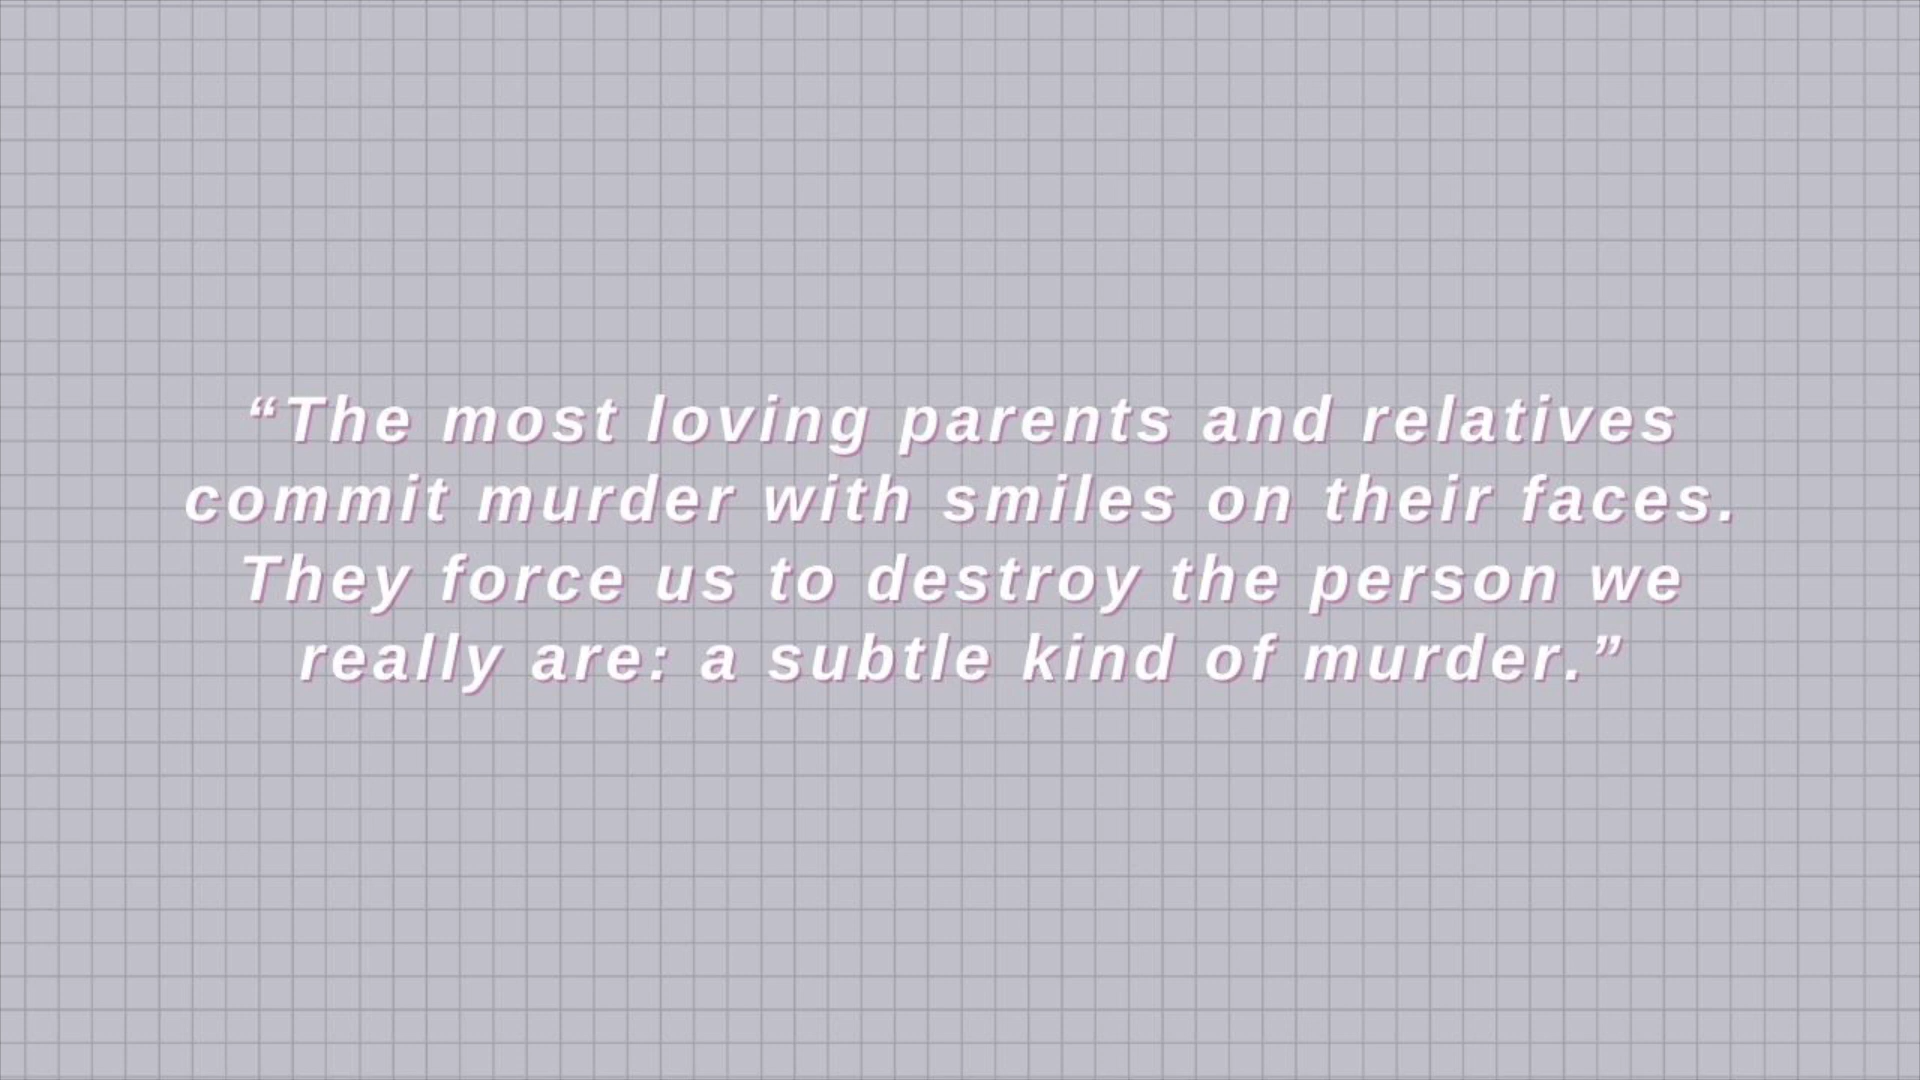 “The most loving parents and relatives
commit murder with smiles on their faces.
They force us to destroy the person we
really are: a subtle kind of murder.”